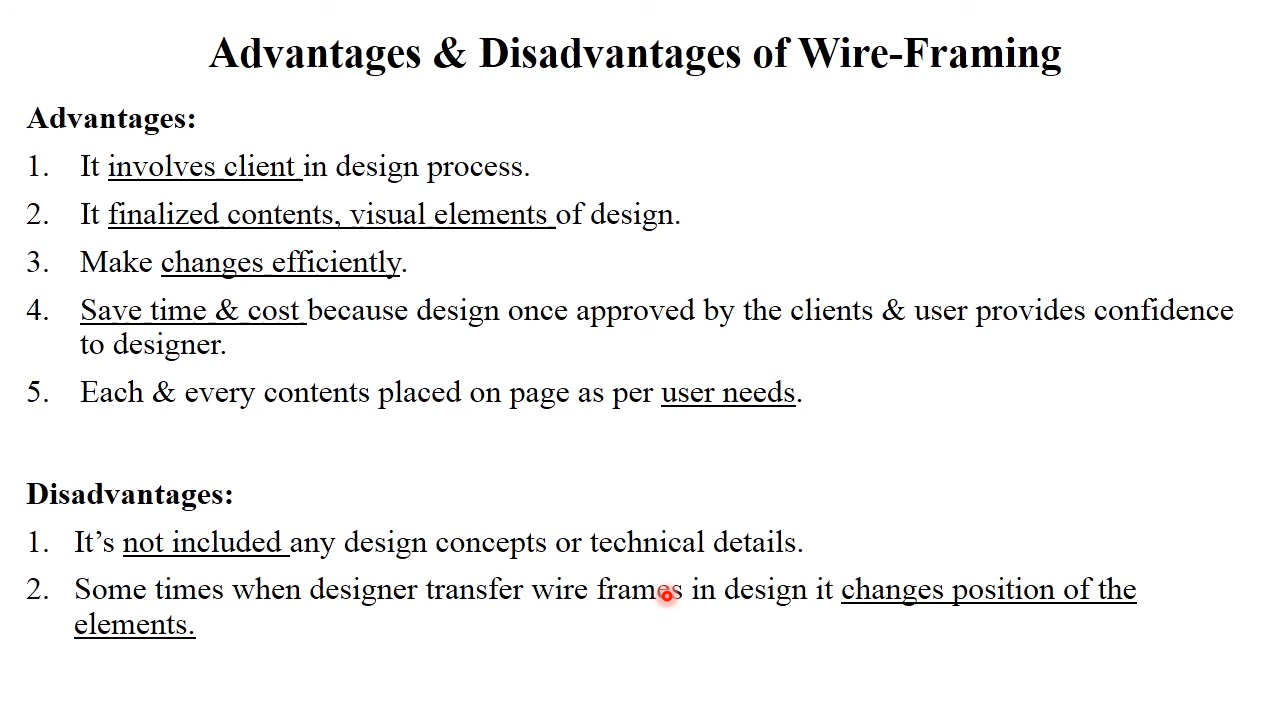 Advantages & Disadvantages of Wire-Framing
Advantages:
1. It involves client in design process.
2. It finalized contents, visual elements of design.
3. Make changes efficiently.
4. Save time & cost because design once approved by the clients & user provides confidence
to designer.
5. Each & every contents placed on page as per user needs.
Disadvantages:
1. It’s not included any design concepts or technical details.
2. Some times when designer transfer wire frames in design it changes position of the
elements.